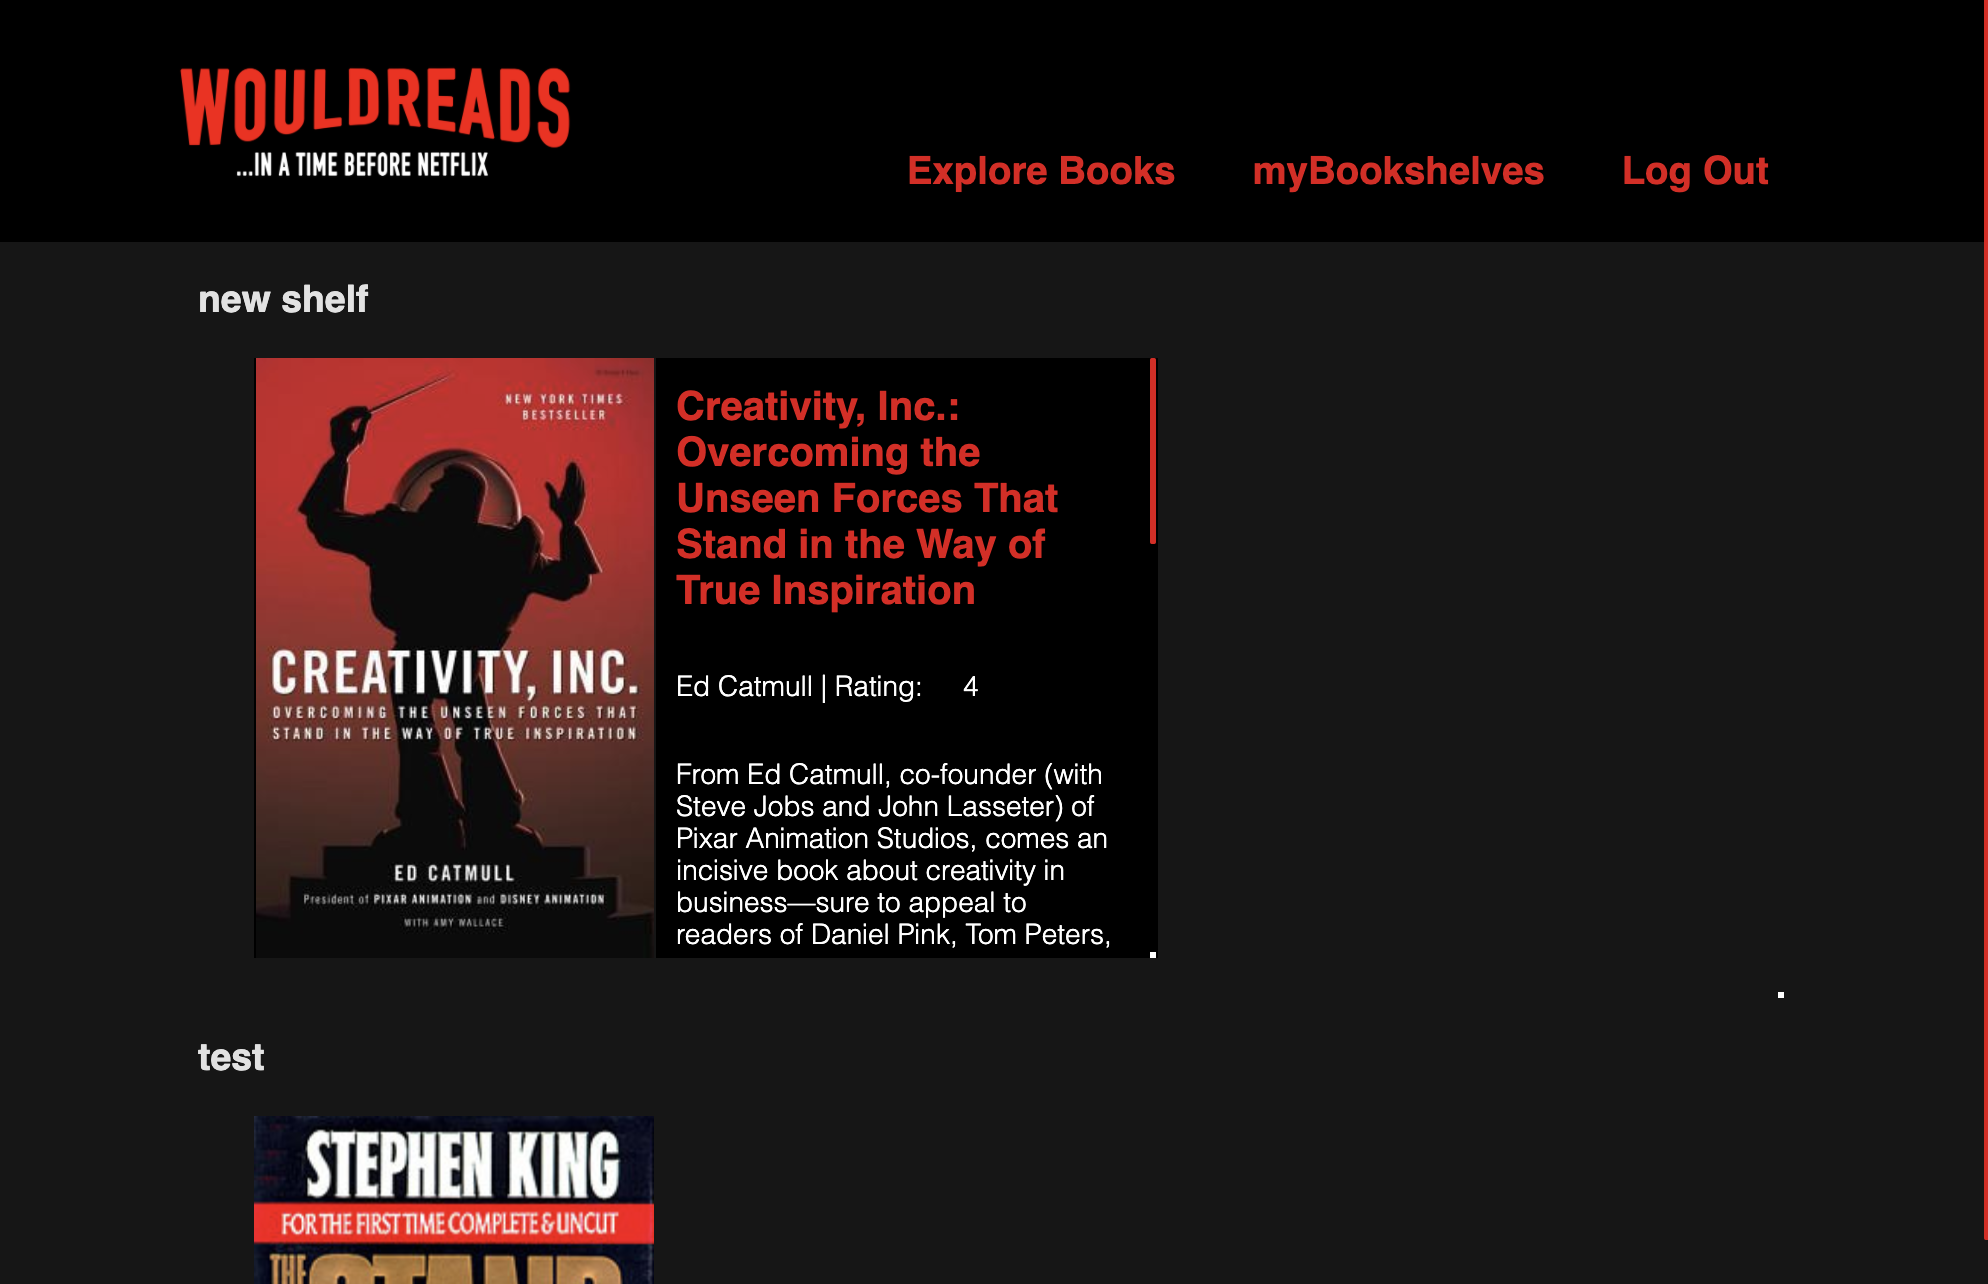 WOULDREADS
...IN A TIME BEFORE NETFLIX
Explore Books myBookshelves Log Out
new shelf
NEW YORK TIMES
BESTSELLER
CREATIVITY, INC.
OVERCOMING THE UNSEEN FORCES THAT
STAND IN THE WAY OF TRUE INSPIRATION
ED CATMULL
President of PIXAR ANIMATION and DISNEY ANIMATION
WITH AMY WALLACE
Creativity, Inc.:
Overcoming the
Unseen Forces That
Stand in the Way of
True Inspiration
Ed Catmull | Rating: 4
From Ed Catmull, co-founder (with
Steve Jobs and John Lasseter) of
Pixar Animation Studios, comes an
incisive book about creativity in
business—sure to appeal to
readers of Daniel Pink, Tom Peters,
test
STEPHEN KING
FOR THE FIRST TIME COMPLETE & UNCUT
THE
STAND